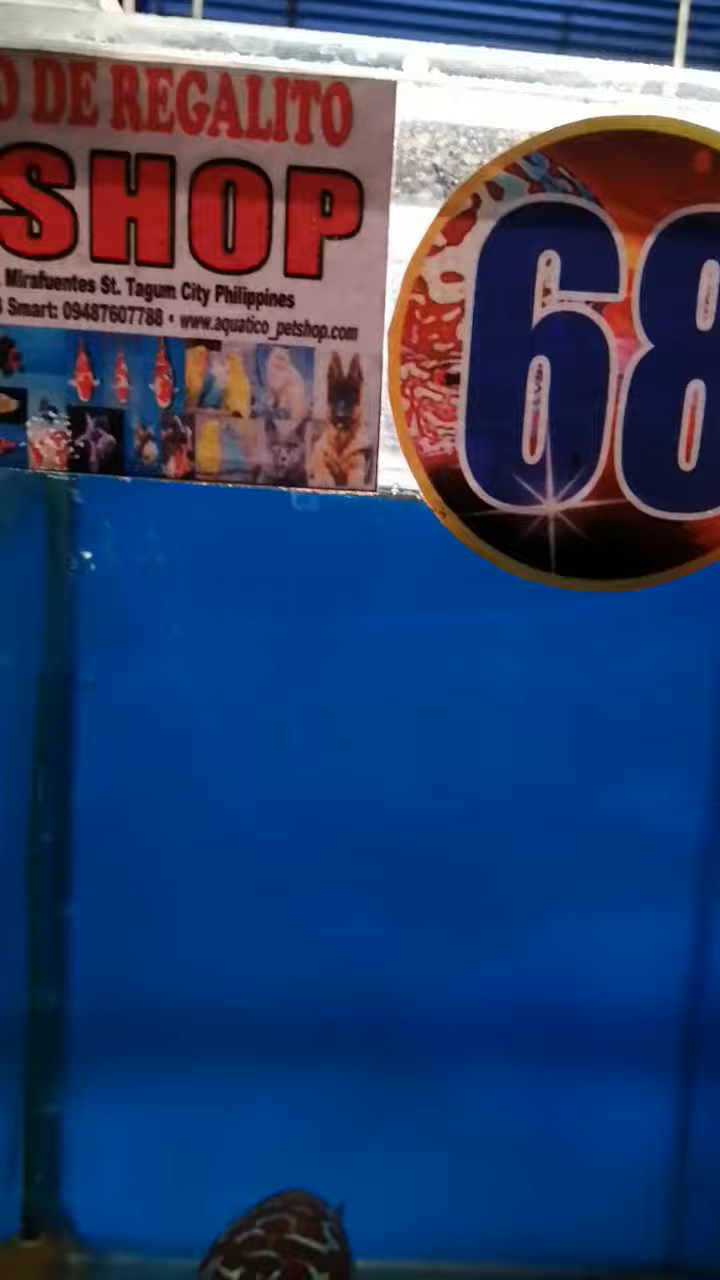 DE REGALITO
SHOP
Mirafuentes St. Tagum City Philippines
Smart: 09487607788 • www.aquatico_petshop.com
68